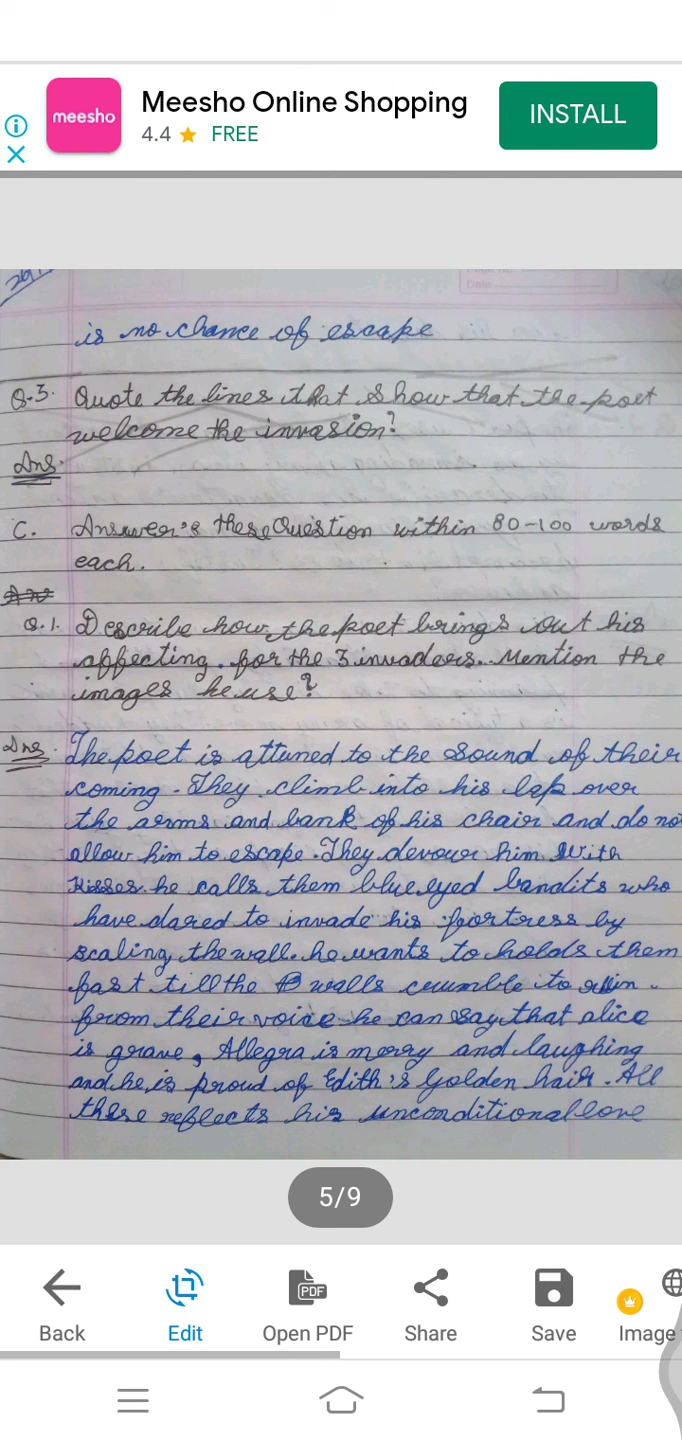 meesho
Meesho Online Shopping
4.4 ★ FREE
INSTALL
Date
is no chance of escape
Q.3. Quote the lines that show that the poet
welcome the invasion?
Ans.
C. Answer's these Question within 80-100 words
each.
Q.1. Describe how the poet brings out his
affecting. for the 3 invaders. Mention the
images he use?
Ans. The poet is attuned to the sound of their
coming. They climb into his lap over
the arms and bank of his chair and do not
allow him to escape. They devour him with
kisses. he calls them blue eyed bandits who
have dared to invade his fortress by
scaling the wall. he wants to holds them
fast till the walls crumble to ruin.
from their voice he can say that alice
is grave, Allegra is merry and laughing
and he is proud of Edith's Golden hair. All
these reflects his unconditional love
5/9
Back
Edit
PDF
Open PDF
Share
Save
Image